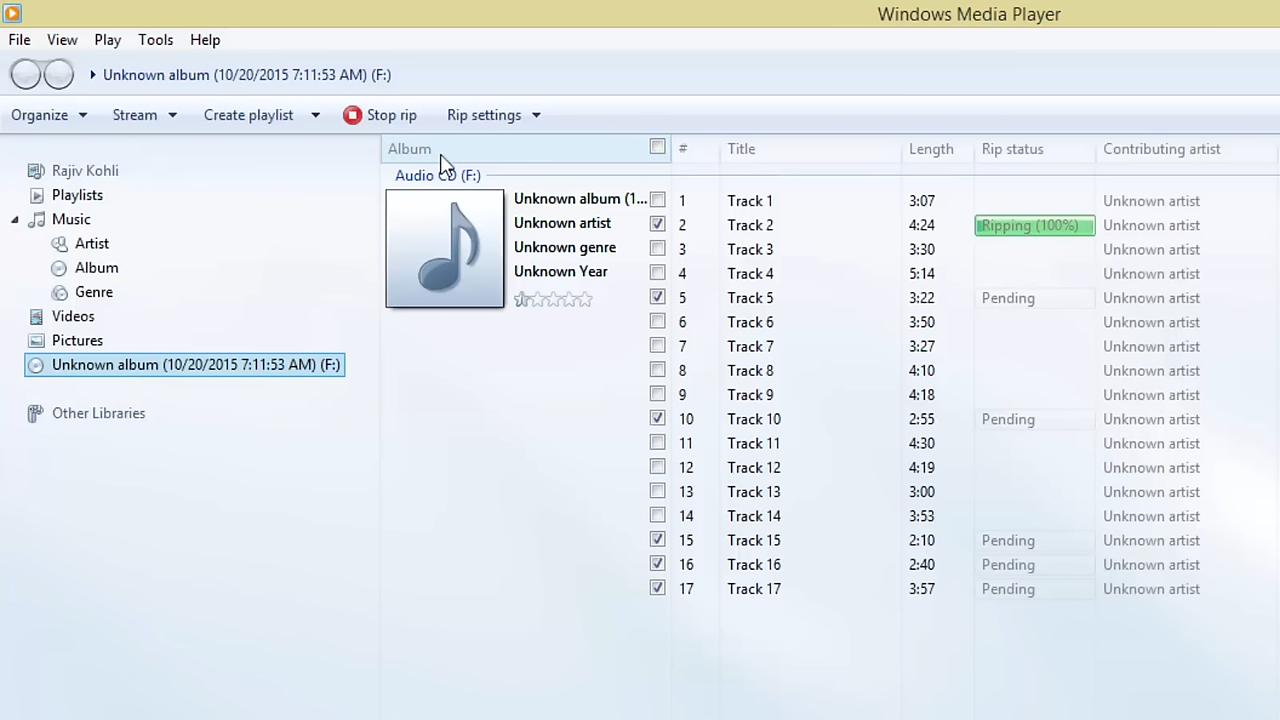 Windows Media Player
File View Play Tools Help
Unknown album (10/20/2015 7:11:53 AM) (F:)
Organize Stream Create playlist Stop rip Rip settings
Album # Title Length Rip status Contributing artist
Rajiv Kohli
Playlists
Music
Artist
Album
Genre
Videos
Pictures
Unknown album (10/20/2015 7:11:53 AM) (F:)
Other Libraries
Audio CD (F:)
Unknown album (1...
Unknown artist
Unknown genre
Unknown Year
1 Track 1 3:07 Unknown artist
2 Track 2 4:24 Ripping (100%) Unknown artist
3 Track 3 3:30 Unknown artist
4 Track 4 5:14 Unknown artist
5 Track 5 3:22 Pending Unknown artist
6 Track 6 3:50 Unknown artist
7 Track 7 3:27 Unknown artist
8 Track 8 4:10 Unknown artist
9 Track 9 4:18 Unknown artist
10 Track 10 2:55 Pending Unknown artist
11 Track 11 4:30 Unknown artist
12 Track 12 4:19 Unknown artist
13 Track 13 3:00 Unknown artist
14 Track 14 3:53 Unknown artist
15 Track 15 2:10 Pending Unknown artist
16 Track 16 2:40 Pending Unknown artist
17 Track 17 3:57 Pending Unknown artist